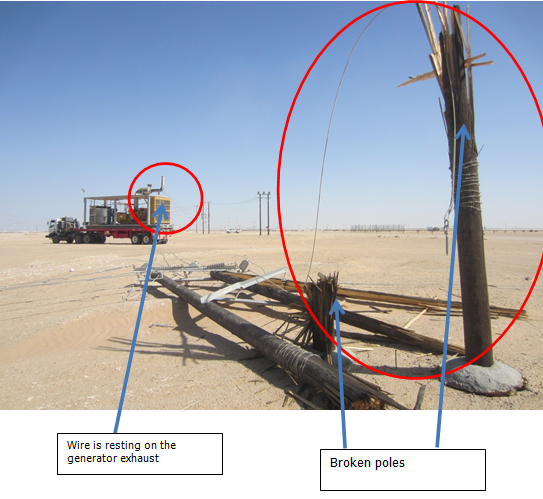 Wire is resting on the
generator exhaust
Broken poles